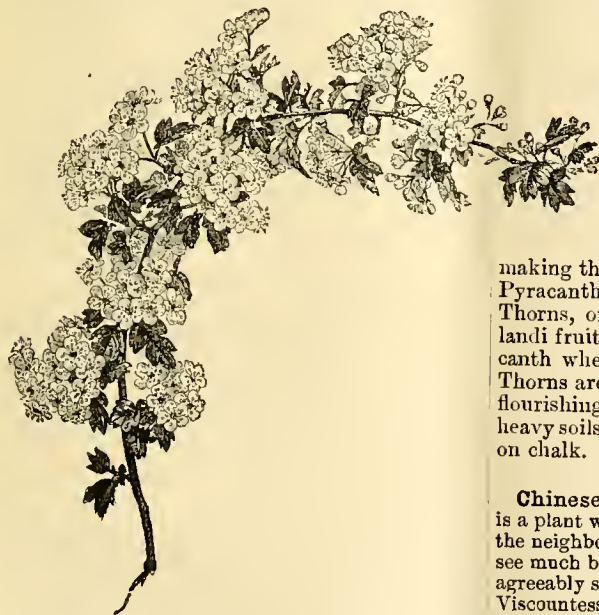 making th
Pyracanth
Thorns, o
landi fruit
canth whe
Thorns are
flourishing
heavy soils
on chalk.
Chinese
is a plant w
the neighbo
see much b
agreeably s
Viscountess